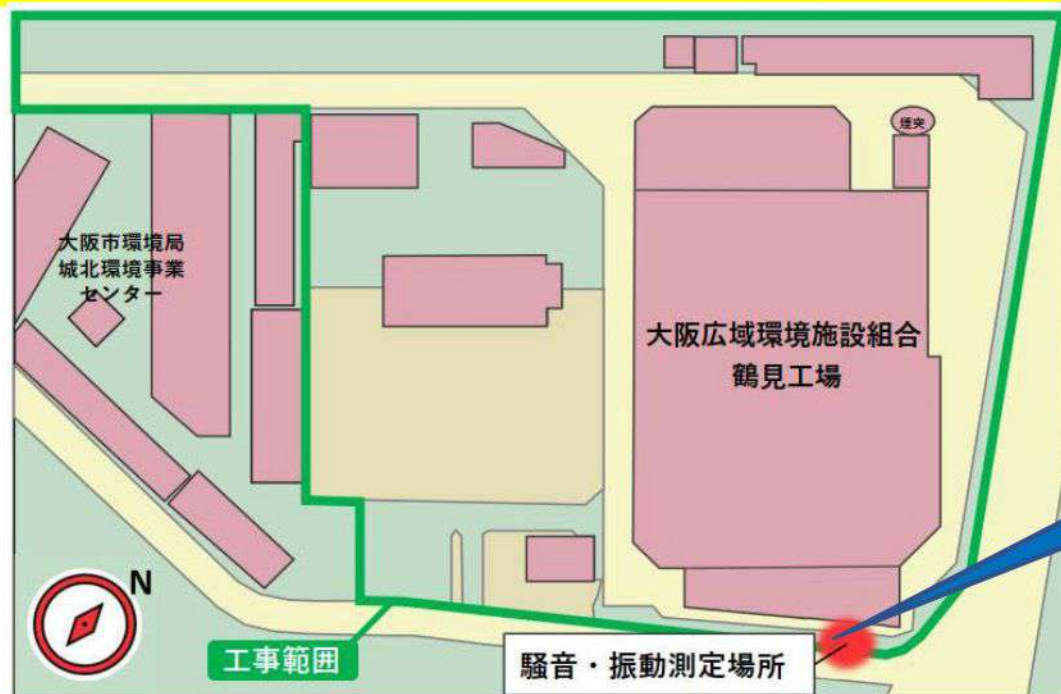 煙突
大阪市環境局
城北環境事業
センター
大阪広域環境施設組合
鶴見工場
N
工事範囲
騒音・振動測定場所